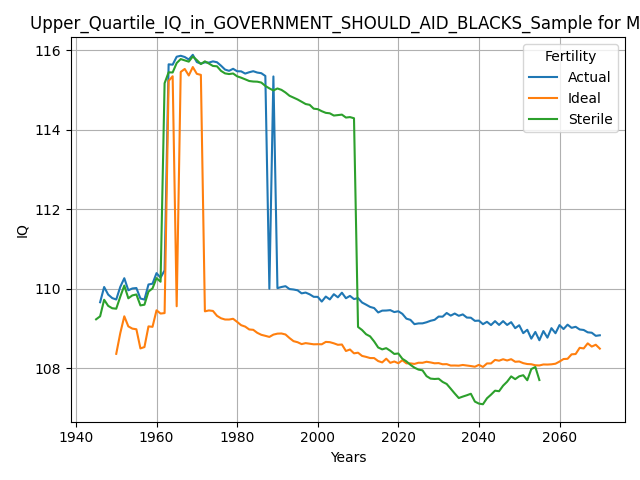 Upper_Quartile_IQ_in_GOVERNMENT_SHOULD_AID_BLACKS_Sample for M
116
114
112
110
108
IQ
Fertility
Actual
Ideal
Sterile
1940 1960 1980 2000 2020 2040 2060
Years